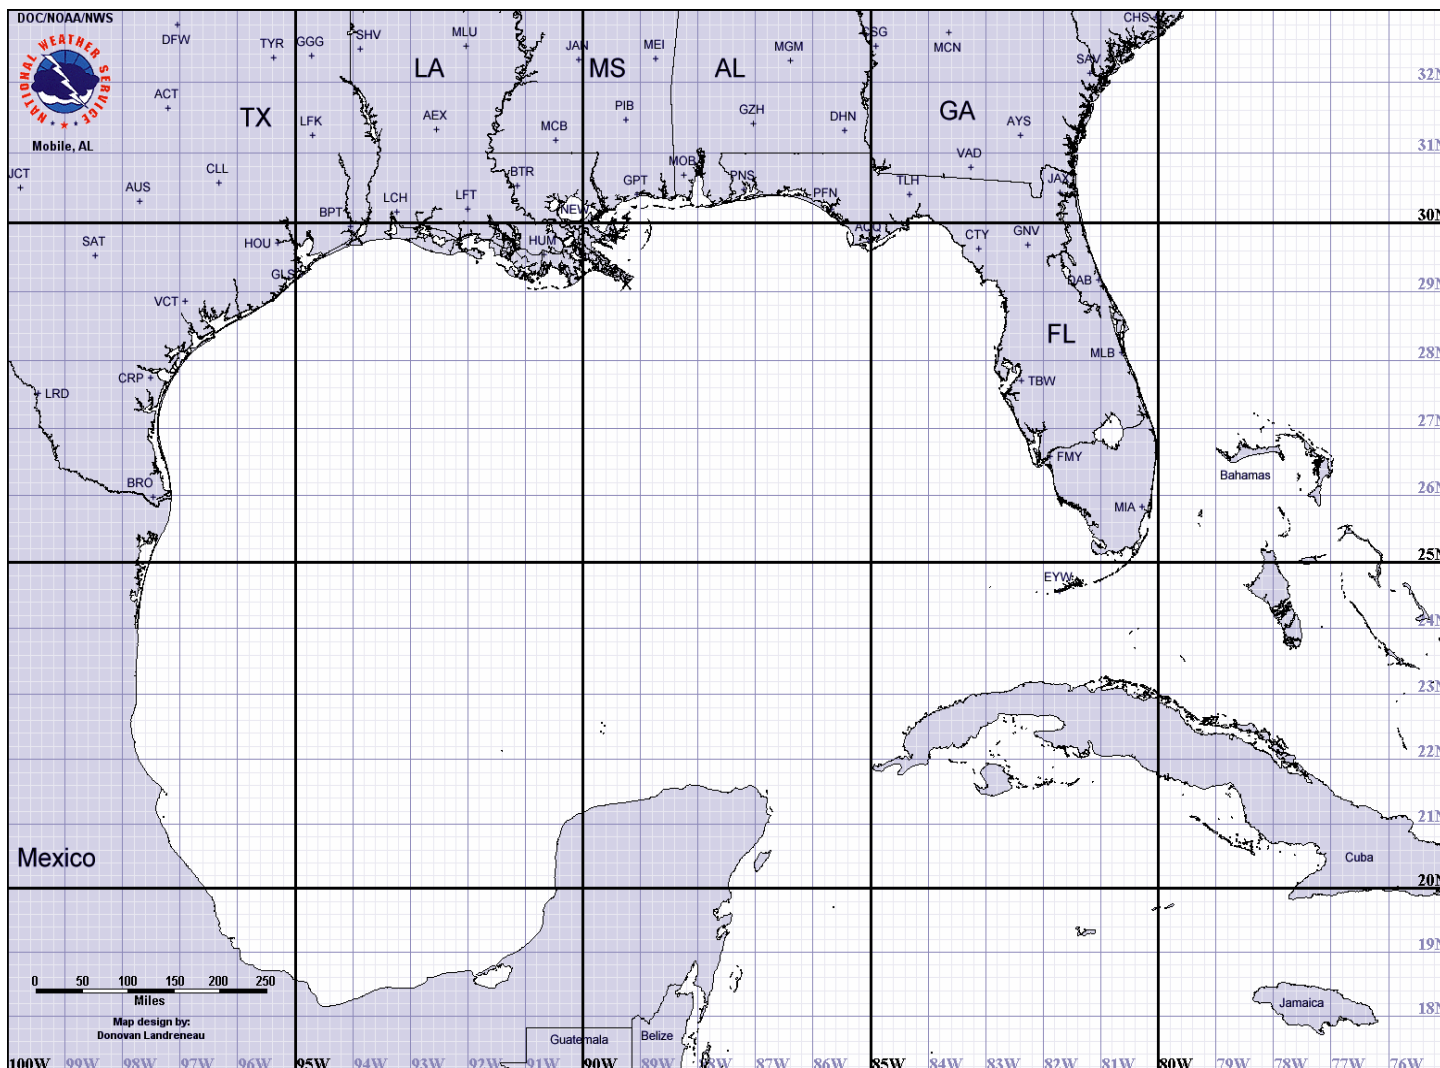 DOC/NOAA/NWS
NATIONAL WEATHER SERVICE
Mobile, AL
DFW
TYR
GGG
SHV
MLU
JAN
MEI
MGM
MCN
CHS
SAV
LA
MS
AL
GA
TX
ACT
LFK
AEX
MCB
PIB
GZH
DHN
AYS
VAD
JCT
AUS
CLL
BPT
LCH
LFT
BTR
NEW
GPT
MOB
PNS
PFN
TLH
JAX
SAT
HOU
GLS
HUM
CTY
GNV
DAB
VCT
FL
MLB
CRP
LRD
TBW
FMY
BRO
MIA
EYW
Bahamas
Mexico
Cuba
Jamaica
Guatemala
Belize
32N
31N
30N
29N
28N
27N
26N
25N
24N
23N
22N
21N
20N
19N
18N
0 50 100 150 200 250
Miles
Map design by:
Donovan Landreneau
100W 99W 98W 97W 96W 95W 94W 93W 92W 91W 90W 89W 88W 87W 86W 85W 84W 83W 82W 81W 80W 79W 78W 77W 76W